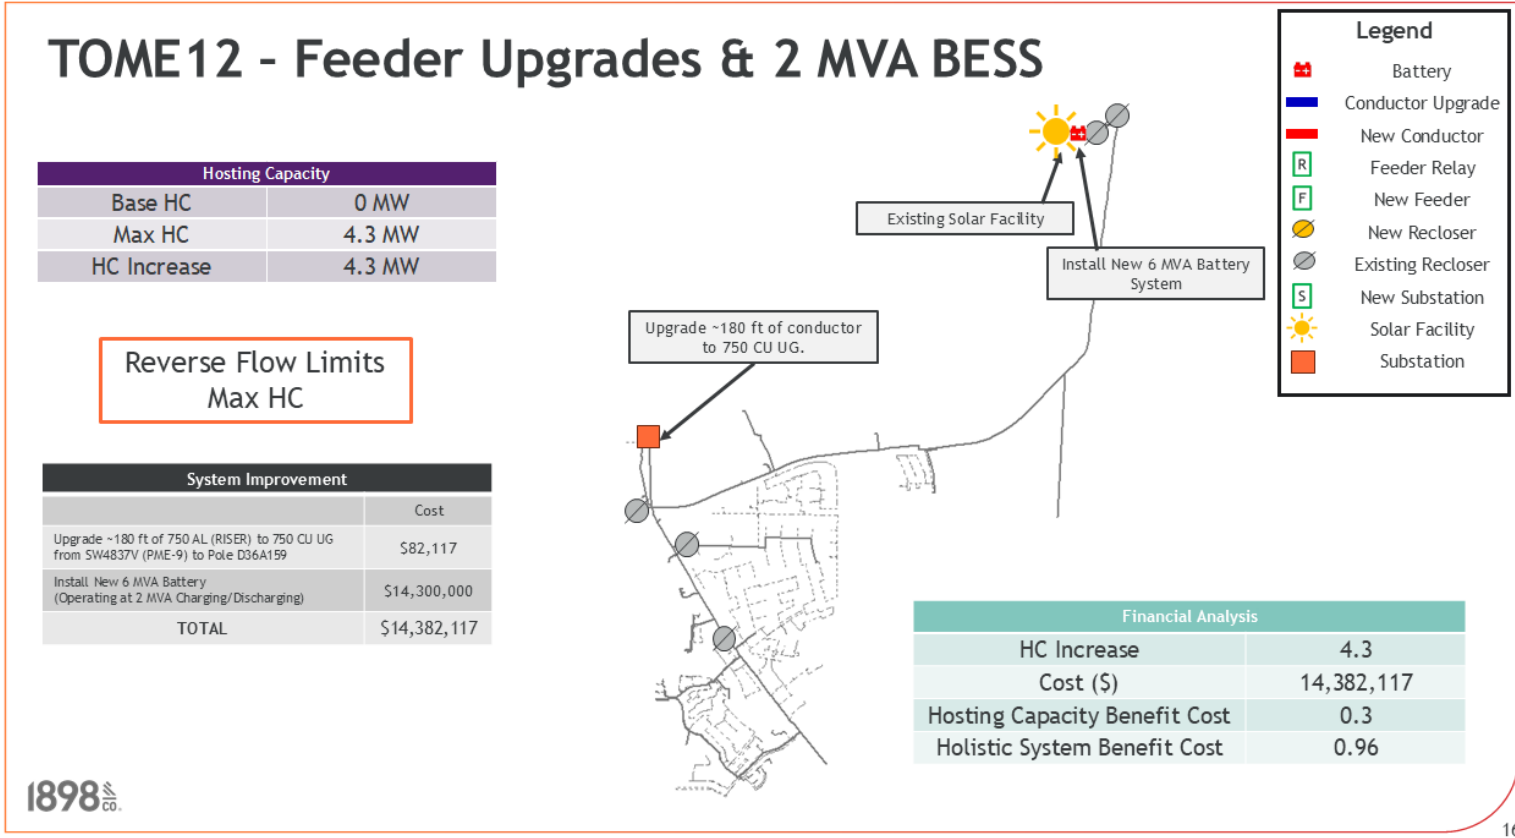 TOME12 – Feeder Upgrades & 2 MVA BESS
Legend
Battery
Conductor Upgrade
New Conductor
R Feeder Relay
F New Feeder
New Recloser
Existing Recloser
S New Substation
Solar Facility
Substation
Hosting Capacity
Base HC 0 MW
Max HC 4.3 MW
HC Increase 4.3 MW
Existing Solar Facility
Install New 6 MVA Battery
System
Upgrade ~180 ft of conductor
to 750 CU UG.
Reverse Flow Limits
Max HC
System Improvement
Cost
Upgrade ~180 ft of 750 AL (RISER) to 750 CU UG
from SW4837V (PME-9) to Pole D36A159
$82,117
Install New 6 MVA Battery
(Operating at 2 MVA Charging/Discharging)
$14,300,000
TOTAL $14,382,117
Financial Analysis
HC Increase 4.3
Cost ($) 14,382,117
Hosting Capacity Benefit Cost 0.3
Holistic System Benefit Cost 0.96
1898 & CO.
16